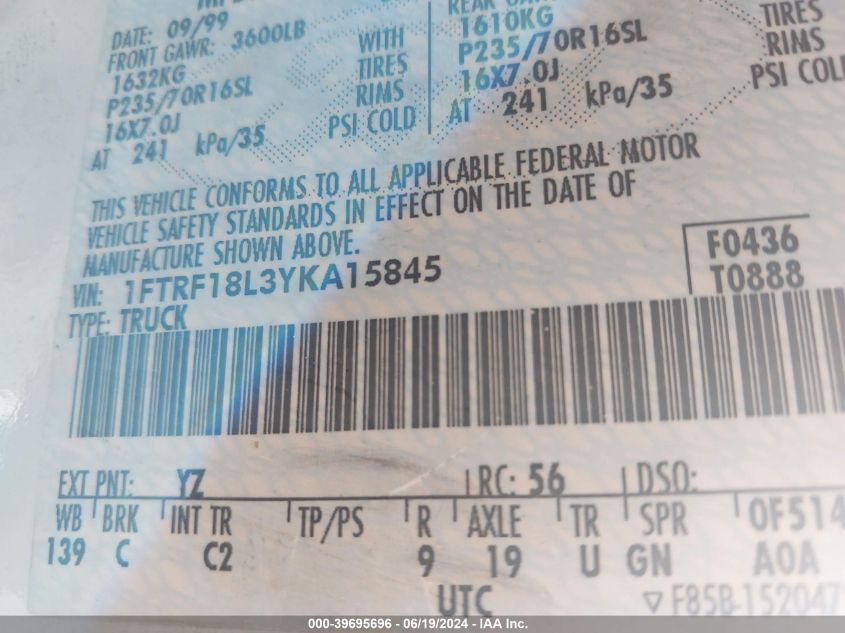 DATE: 09/99
FRONT GAWR: 3600LB
1632KG WITH
P235/70R16SL TIRES
16X7.0J RIMS
AT 241 kPa/35 PSI COLD
1610KG
P235/70R16SL TIRES
16X7.0J RIMS
AT 241 kPa/35 PSI COLD
THIS VEHICLE CONFORMS TO ALL APPLICABLE FEDERAL MOTOR
VEHICLE SAFETY STANDARDS IN EFFECT ON THE DATE OF
MANUFACTURE SHOWN ABOVE.
VIN: 1FTRF18L3YKA15845
F0436
T0888
TYPE: TRUCK
EXT PNT: YZ RC: 56 DSO:
WB BRK INT TR TP/PS R AXLE TR SPR 0F514
139 C C2 9 19 U GN A0A
UTC ▽ F85B-152047
000-39695696 - 06/19/2024 - IAA Inc.